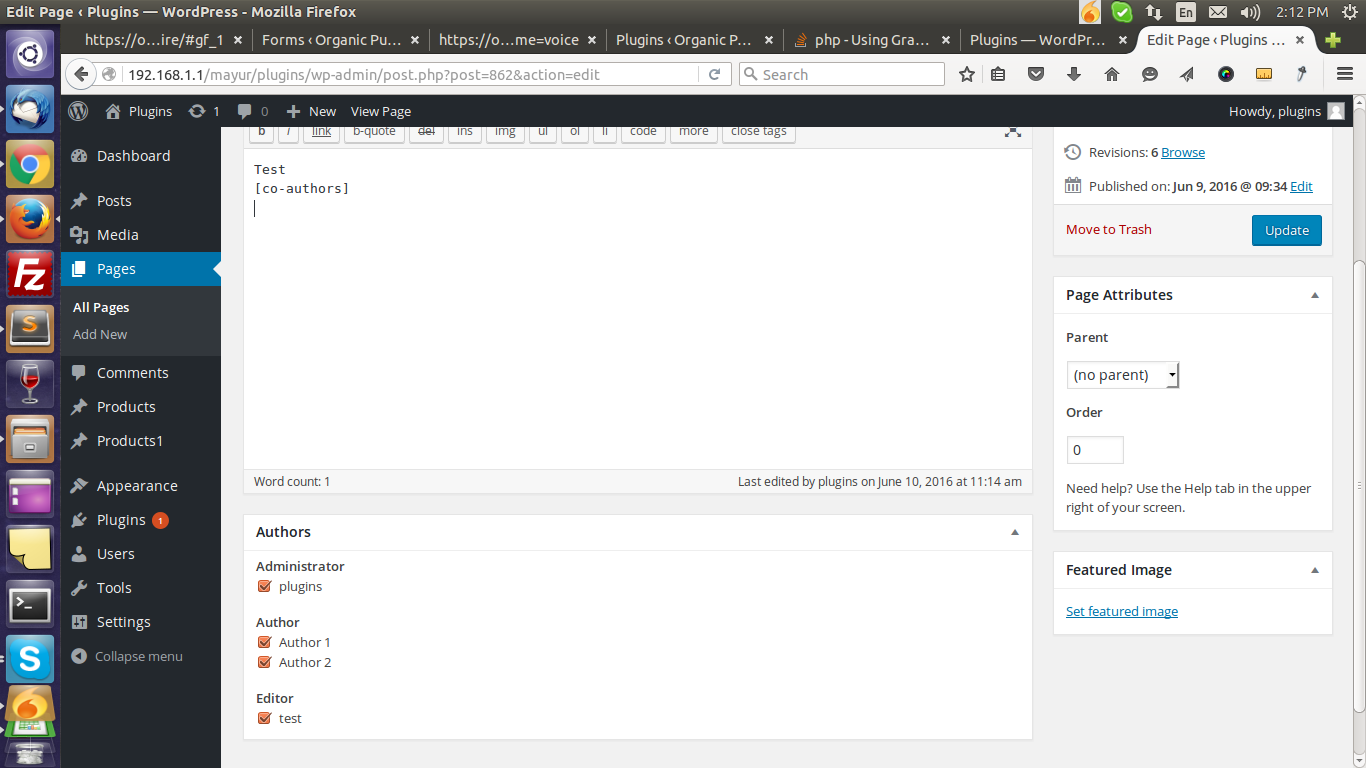 Edit Page ‹ Plugins — WordPress - Mozilla Firefox
En
2:12 PM
https://o...ire/#gf_1
Forms ‹ Organic Pu...
https://o...me=voice
Plugins ‹ Organic P...
php - Using Gra...
Plugins — WordPr...
Edit Page ‹ Plugins ...
192.168.1.1/mayur/plugins/wp-admin/post.php?post=862&action=edit
Search
Plugins
1
0
New
View Page
Howdy, plugins
Dashboard
Posts
Media
Pages
All Pages
Add New
Comments
Products
Products1
Appearance
Plugins 1
Users
Tools
Settings
Collapse menu
b
i
link
b-quote
del
ins
img
ul
ol
li
code
more
close tags
Test
[co-authors]
Word count: 1
Last edited by plugins on June 10, 2016 at 11:14 am
Authors
Administrator
plugins
Author
Author 1
Author 2
Editor
test
Revisions: 6 Browse
Published on: Jun 9, 2016 @ 09:34 Edit
Move to Trash
Update
Page Attributes
Parent
(no parent)
Order
0
Need help? Use the Help tab in the upper
right of your screen.
Featured Image
Set featured image